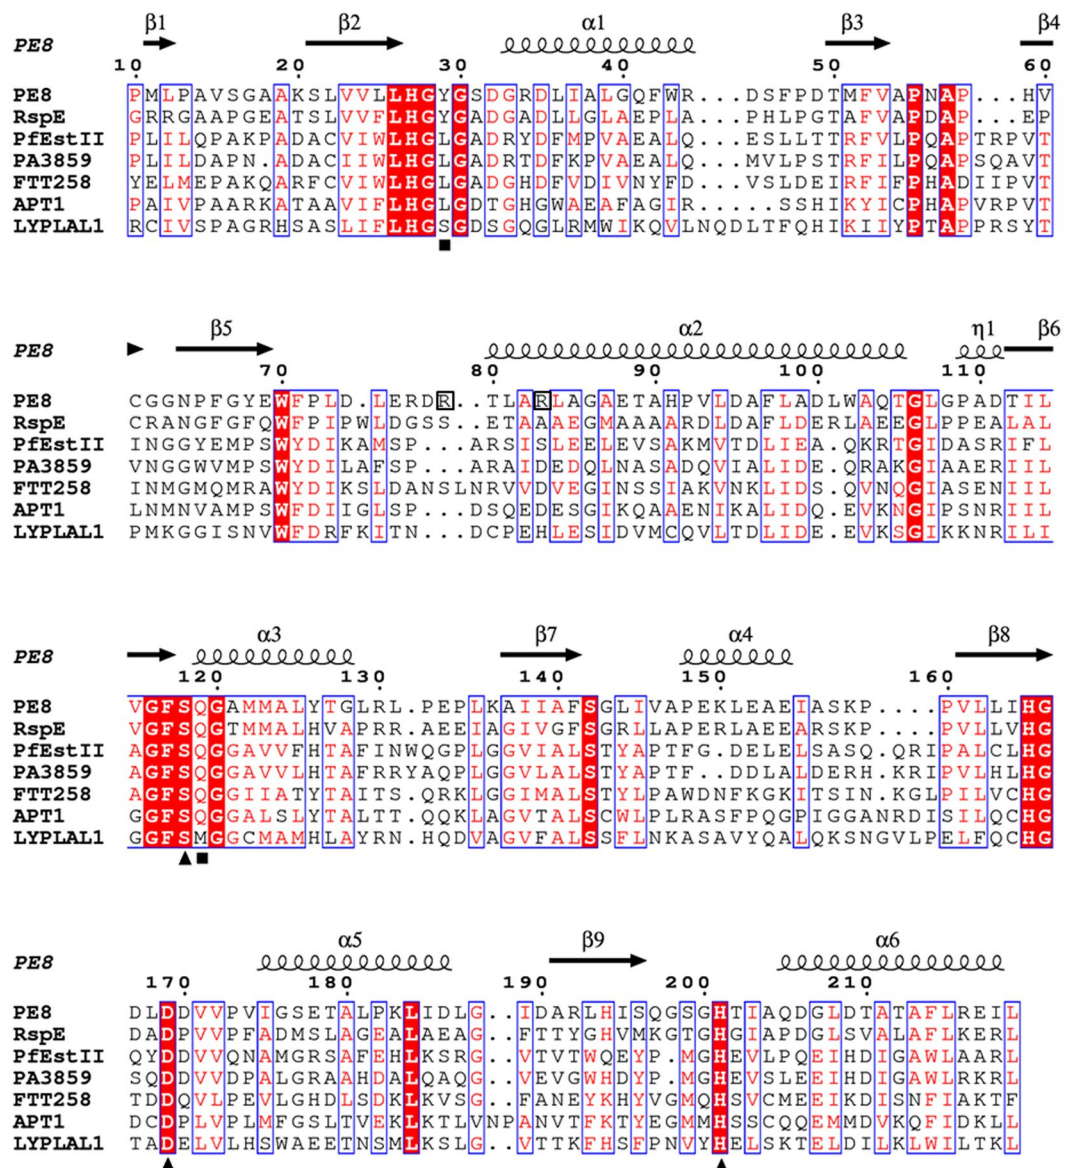 β1 β2 α1 β3 β4
PE8
10 20 30 40 50 60
PE8 PMLPAVSGAAKSLVVLLHGYGSDGRDLIALGQFWR...DSFPDTMFVAPNAP...HV
RspE GRRGAAPGEATSLVVFLHGYGADGADLLGLAEPLA...PHLPGTAFVAPDAP...EP
PfEstII PLILQPAKPADACVIWLHGLGADRYDFMPVAEALQ...ESLLTTRFVLPQAPTRPVT
PA3859 PLILDAPN.ADACIIWLHGLGADRTDFKPVAEALQ...MVLPSTRFILPQAPSQAVT
FTT258 YELMEPAKQARFCVIWLHGLGADGHDFVDIVNYFD...VSLDEIRFIFPHADIIPVT
APT1 PAIVPAARKATAAVIFLHGLGDTGHGWAEAFAGIR.....SSHIKYICPHAPVRPVT
LYPLAL1 RCIVSPAGRHSASLIFLHGSGDSGQGLRMWIKQVLNQDLTFQHIKIIYPTAPPRSYT
β5 α2 η1 β6
PE8
70 80 90 100 110
PE8 CGGNPFGYEWFPLD.LERDR..TLARLAGAETAHPVLDAFLADLWAQTGLGPADTIL
RspE CRANGFGFQWFPIPWLDGSS..ETAAAEGMAAAARDLDAFLDERLAEEGLPPEALAL
PfEstII INGGYEMPSWYDIKAMSP...ARSISLEELEVSAKMVTDLIEA.QKRTGIDASRIFL
PA3859 VNGGWVMPSWYDILAFSP...ARAIDEDQLNASADQVIALIDE.QRAKGIAAERIIL
FTT258 INMGMQMRAWYDIKSLDANSLNRVVDVEGINSSIAKVNKLIDS.QVNQGIASENIIL
APT1 LNMNVAMPSWFDIIGLSP...DSQEDESGIKQAAENIKALIDQ.EVKNGIPSNRIIL
LYPLAL1 PMKGGISNVWFDRFKITN...DCPEHLESIDVMCQVLTDLIDE.EVKSGIKKNRILI
α3 β7 α4 β8
PE8
120 130 140 150 160
PE8 VGFSQGAMMALYTGLRL.PEPLKAIIAFSGLIVAPEKLEAEIASKP....PVLLIHG
RspE VGFSQGTMMALHVAPRR.AEEIAGIVGFSGRLLAPERLAEEARSKP....PVLLVHG
PfEstII AGFSQGGAVVFHTAFINWQGPLGGVIALSTYAPTFG.DELELSASQ.QRIPALCLHG
PA3859 AGFSQGGAVVLHTAFRRYAQPLGGVLALSTYAPTF..DDLALDERH.KRIPVLHLHG
FTT258 AGFSQGGIIATYTAITS.QRKLGGIMALSTYLPAWDNFKGKITSIN.KGLPILVCHG
APT1 GGFSQGGALSLYTALTT.QQKLAGVTALSCWLPLRASFPQGPIGGANRDISILQCHG
LYPLAL1 GGFSMGGCMAMHLAYRN.HQDVAGVFALSSFLNKASAVYQALQKSNGVLPELFQCHG
α5 β9 α6
PE8
170 180 190 200 210
PE8 DLDDVVPVIGSETALPKLIDLG..IDARLHISQGSGHTIAQDGLDTATAFLREIL
RspE DADPVVPFADMSLAGEALAEAG..FTTYGHVMKGTGHGIAPDGLSVALAFLKERL
PfEstII QYDDVVQNAMGRSAFEHLKSRG..VTVTWQEYP.MGHEVLPQEIHDIGAWLAARL
PA3859 SQDDVVDPALGRAAHDALQAQG..VEVGWHDYP.MGHEVSLEEIHDIGAWLRKRL
FTT258 TDDQVLPEVLGHDLSDKLKVSG..FANEYKHYVGMQHSVCMEEIKDISNFIAKTF
APT1 DCDPLVPLMFGSLTVEKLKTLVNPANVTFKTYEGMMHSSCQQEMMDVKQFIDKLL
LYPLAL1 TADELVLHSWAEETNSMLKSLG..VTTKFHSFPNVYHELSKTELDILKLWILTKL